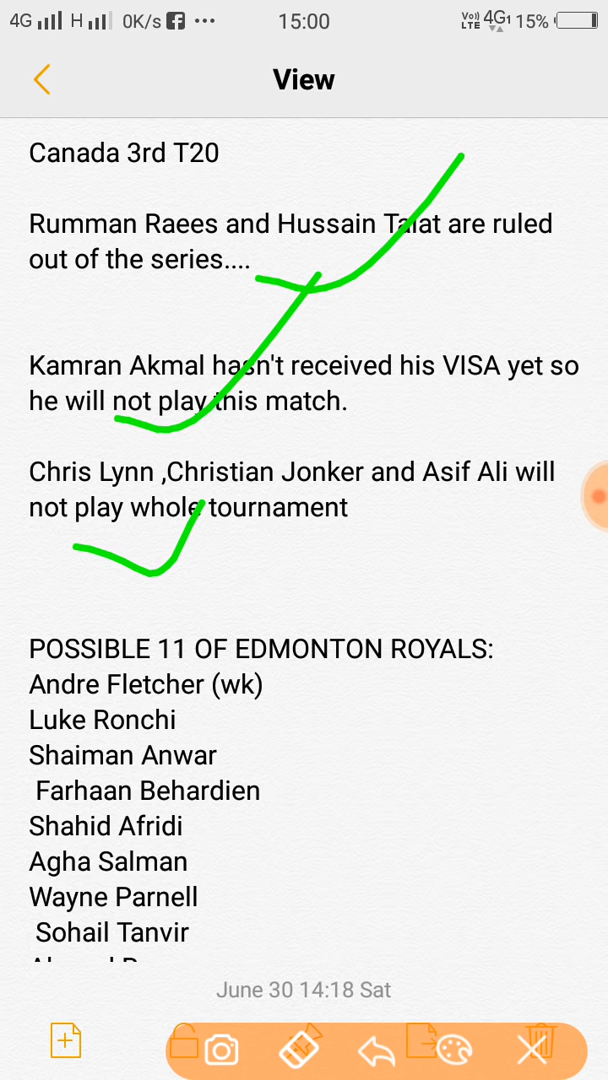 4G H 0K/s 15:00 VoLTE 4G 15%
View
Canada 3rd T20
Rumman Raees and Hussain Talat are ruled
out of the series....
Kamran Akmal hasn't received his VISA yet so
he will not play this match.
Chris Lynn ,Christian Jonker and Asif Ali will
not play whole tournament
POSSIBLE 11 OF EDMONTON ROYALS:
Andre Fletcher (wk)
Luke Ronchi
Shaiman Anwar
Farhaan Behardien
Shahid Afridi
Agha Salman
Wayne Parnell
Sohail Tanvir
June 30 14:18 Sat